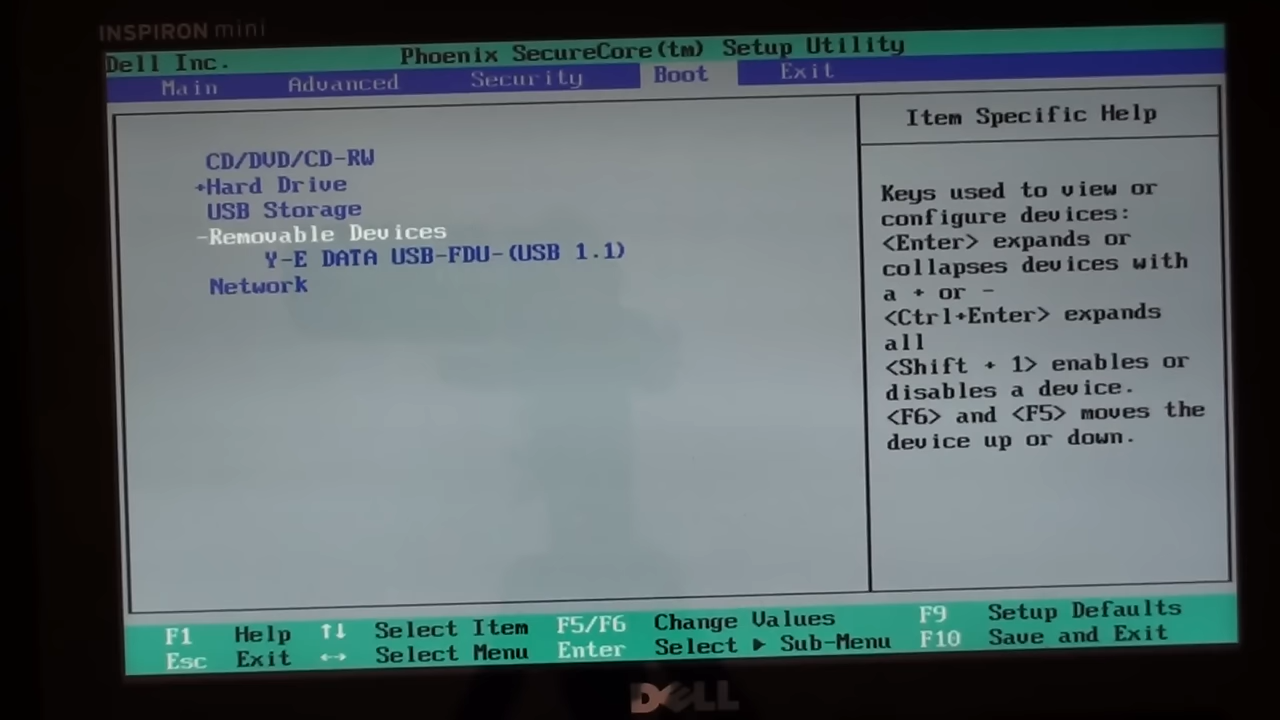 INSPIRON mini
Dell Inc. Phoenix SecureCore(tm) Setup Utility
Main Advanced Security Boot Exit
CD/DVD/CD-RW
+Hard Drive
USB Storage
-Removable Devices
Y-E DATA USB-FDU-(USB 1.1)
Network
Item Specific Help
Keys used to view or
configure devices:
<Enter> expands or
collapses devices with
a + or -
<Ctrl+Enter> expands
all
<Shift + 1> enables or
disables a device.
<F6> and <F5> moves the
device up or down.
F1 Help ↑↓ Select Item F5/F6 Change Values F9 Setup Defaults
Esc Exit ↔ Select Menu Enter Select ▶ Sub-Menu F10 Save and Exit
DELL